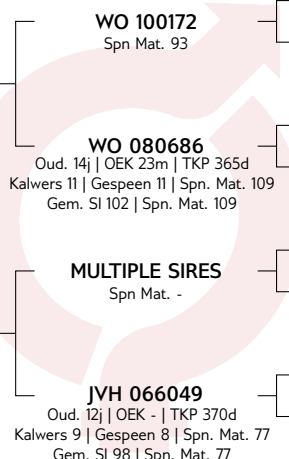 WO 100172
Spn Mat. 93
WO 080686
Oud. 14j | OEK 23m | TKP 365d
Kalwers 11 | Gespeen 11 | Spn. Mat. 109
Gem. SI 102 | Spn. Mat. 109
MULTIPLE SIRES
Spn Mat. -
JVH 066049
Oud. 12j | OEK - | TKP 370d
Kalwers 9 | Gespeen 8 | Spn. Mat. 77
Gem. SI 98 | Spn. Mat. 77